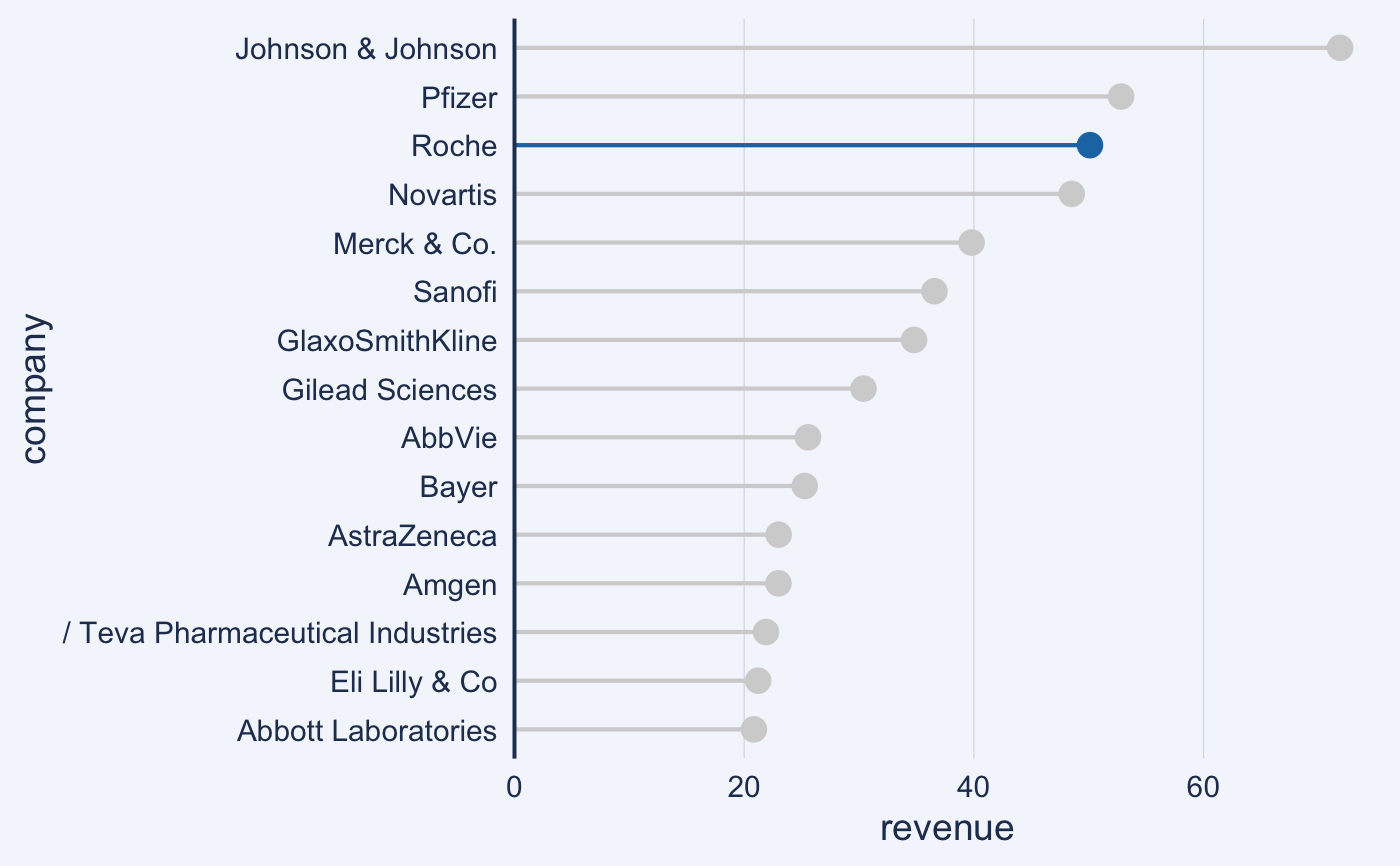 Johnson & Johnson
Pfizer
Roche
Novartis
Merck & Co.
Sanofi
GlaxoSmithKline
Gilead Sciences
AbbVie
Bayer
AstraZeneca
Amgen
/ Teva Pharmaceutical Industries
Eli Lilly & Co
Abbott Laboratories
company
0 20 40 60
revenue